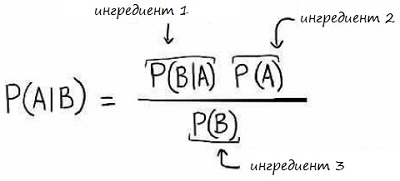 ингредиент 1
ингредиент 2
P(B|A) P(A)
P(A|B) =
P(B)
ингредиент 3